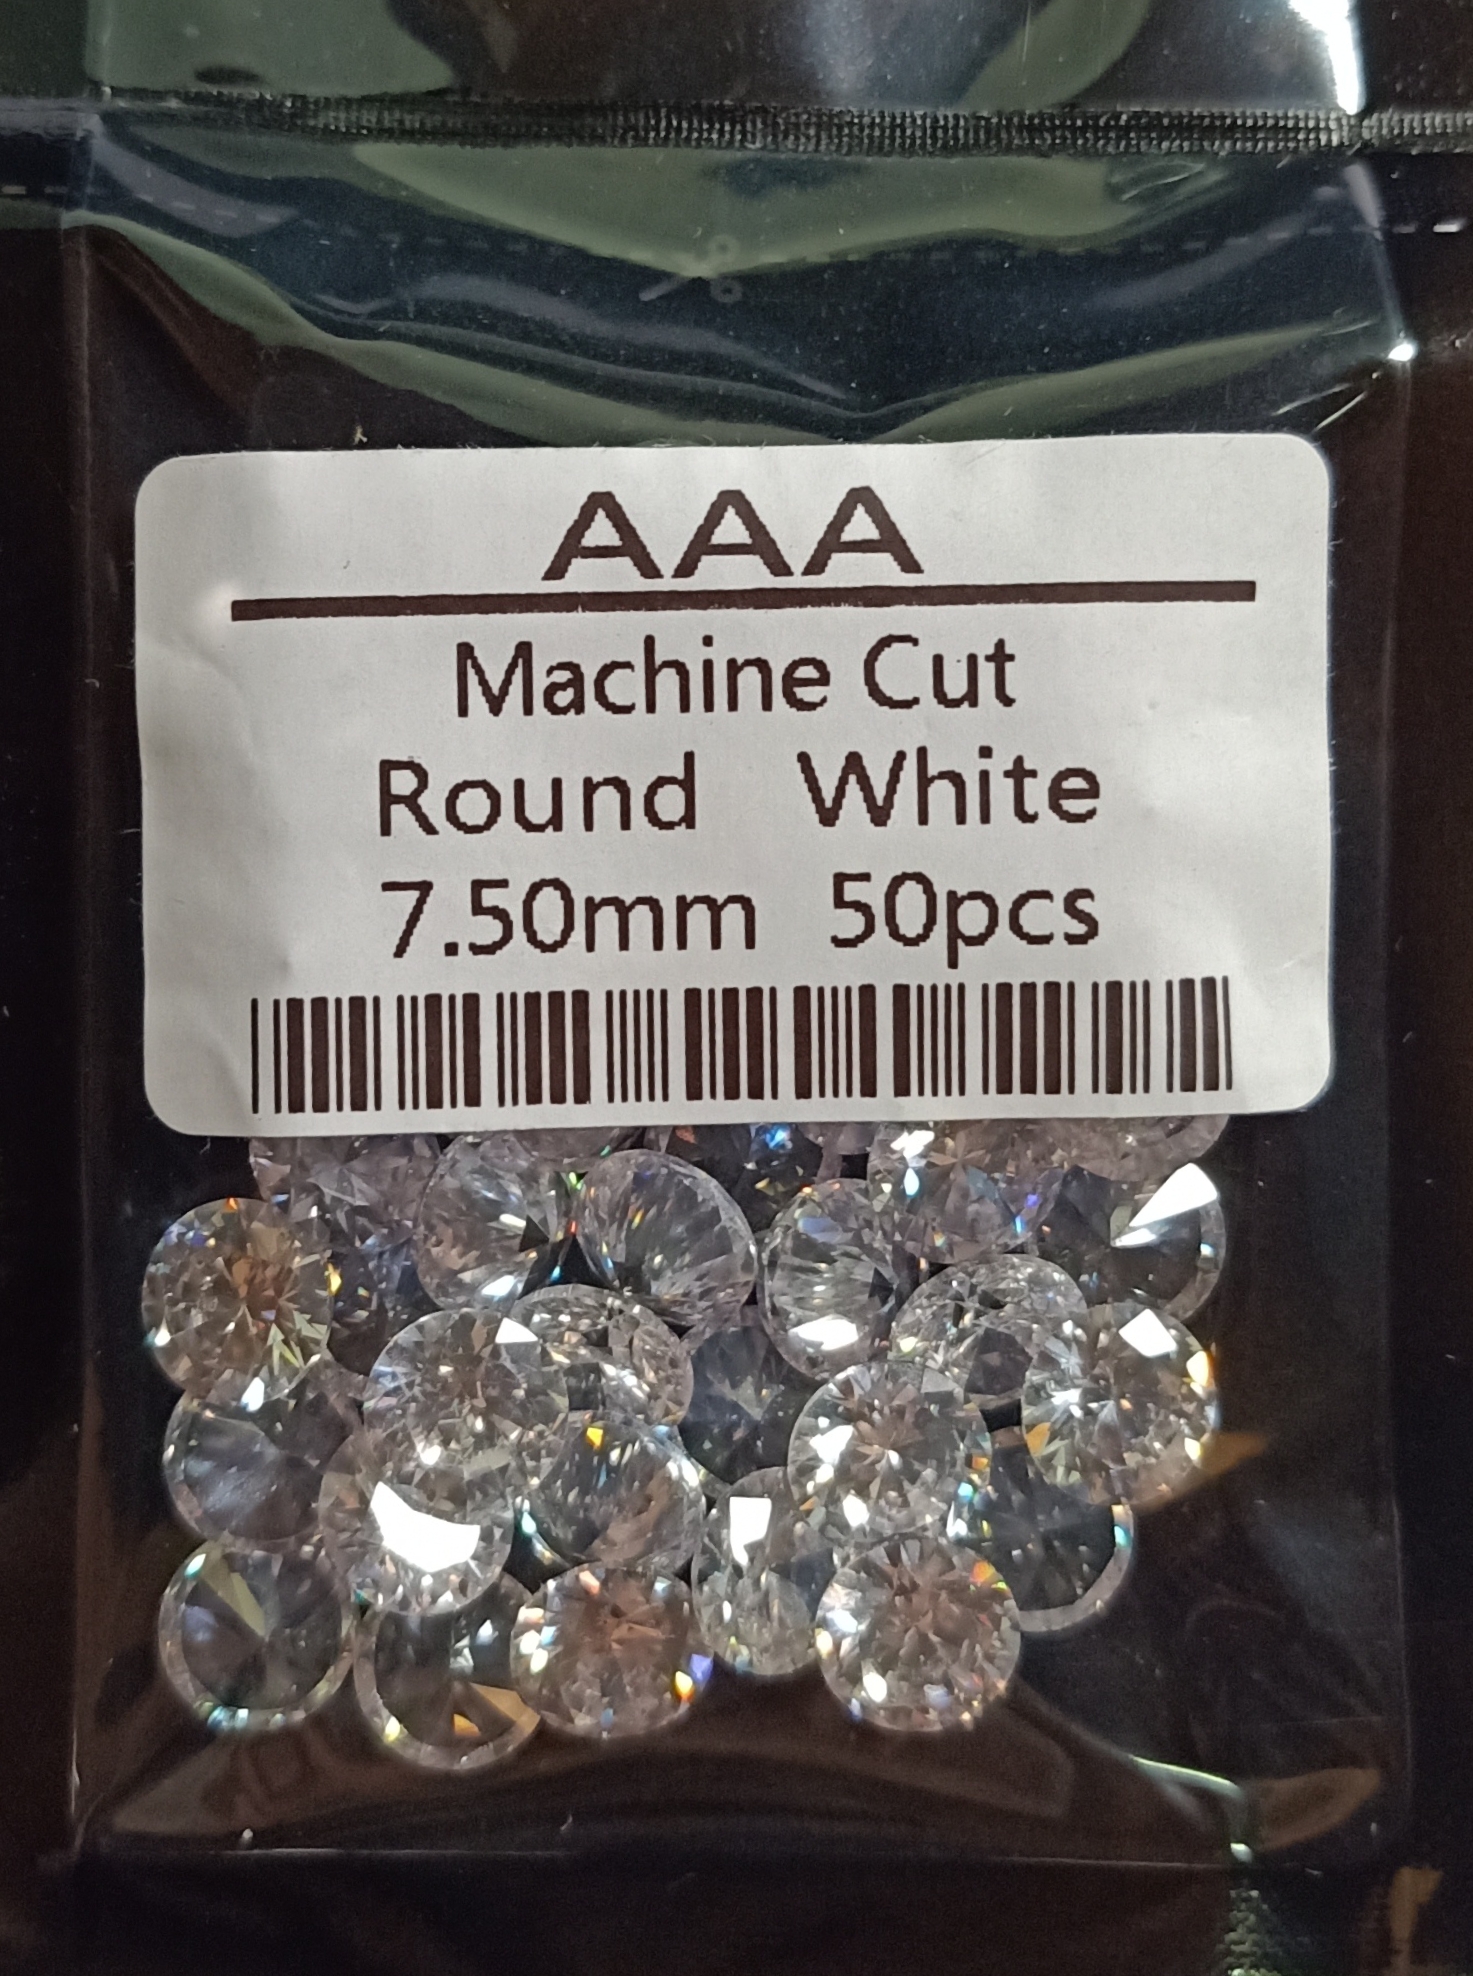 AAA
Machine Cut
Round White
7.50mm 50pcs